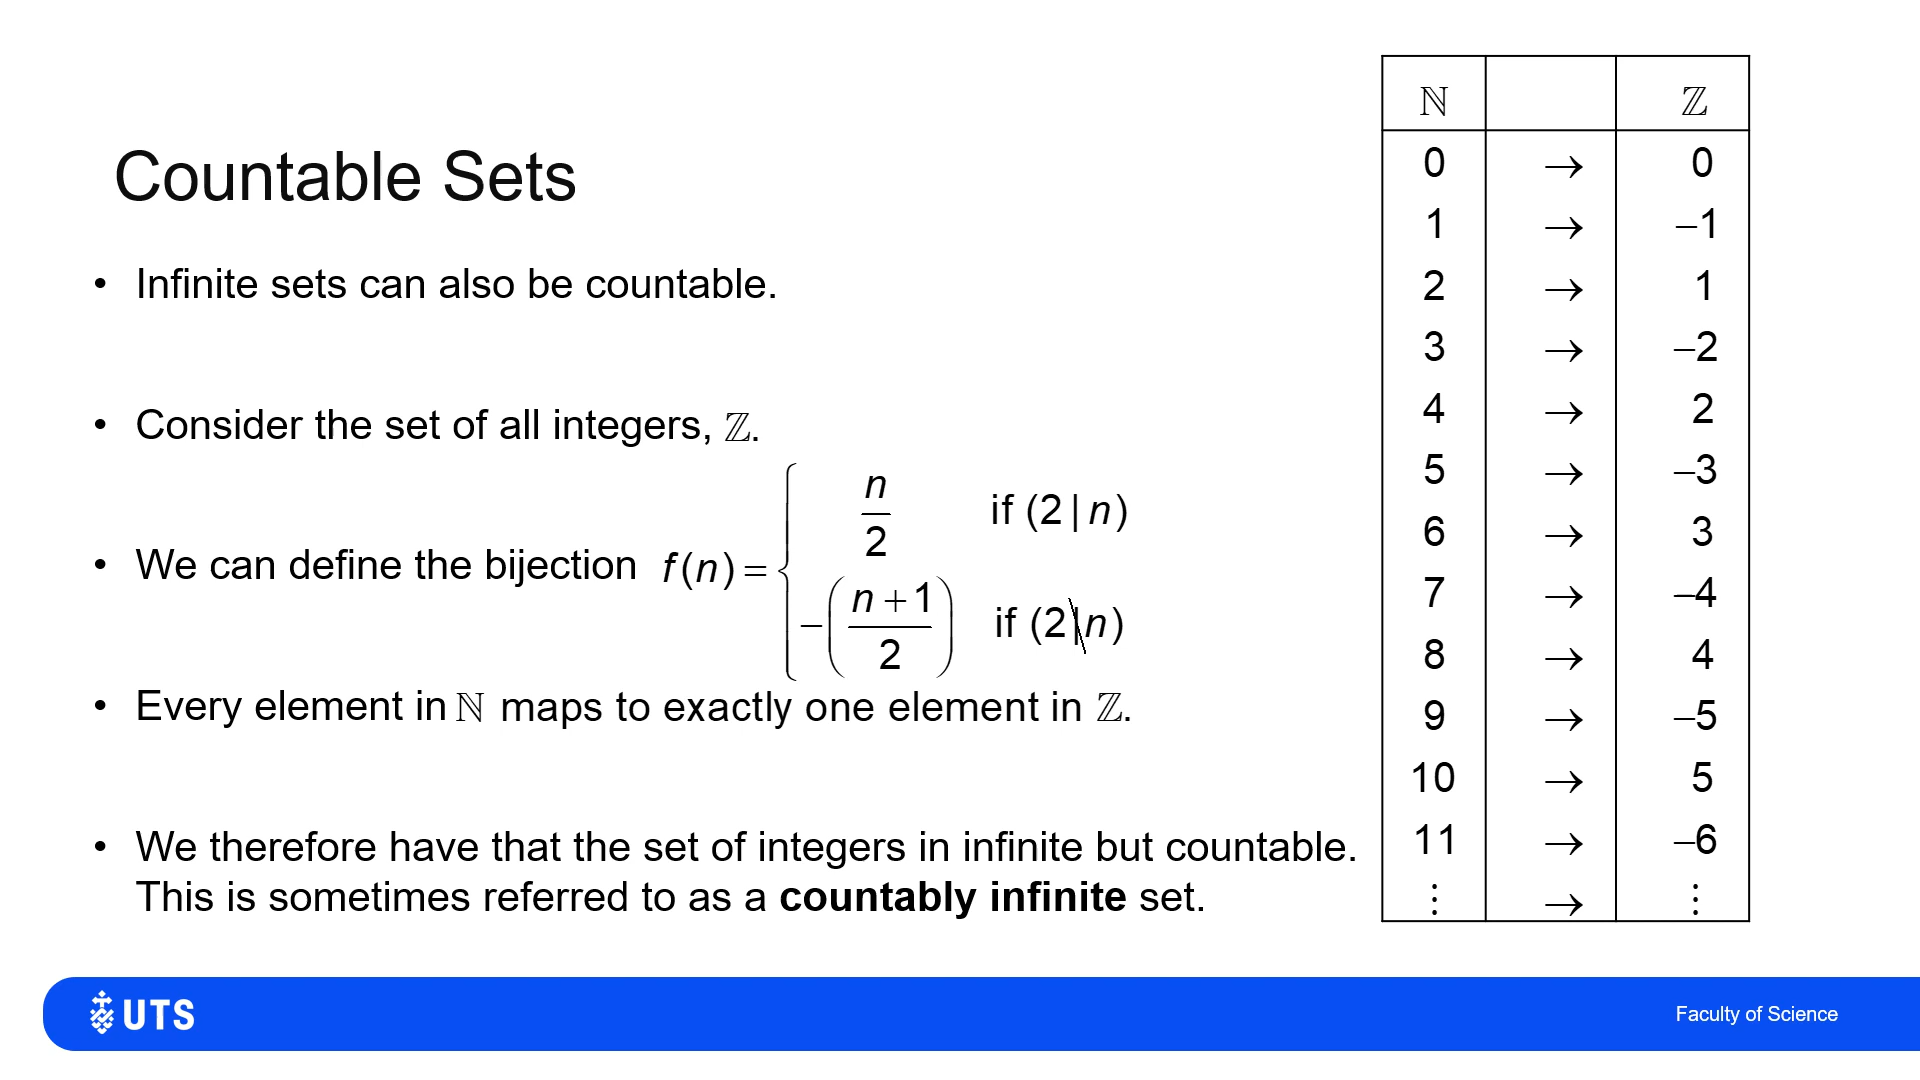 Countable Sets
• Infinite sets can also be countable.
• Consider the set of all integers, ℤ.
• We can define the bijection f(n) = { n/2 if (2 | n)
−((n + 1)/2) if (2 ∤ n)
• Every element in ℕ maps to exactly one element in ℤ.
• We therefore have that the set of integers in infinite but countable.
This is sometimes referred to as a countably infinite set.
ℕ ℤ
0 → 0
1 → −1
2 → 1
3 → −2
4 → 2
5 → −3
6 → 3
7 → −4
8 → 4
9 → −5
10 → 5
11 → −6
⋮ → ⋮
UTS
Faculty of Science